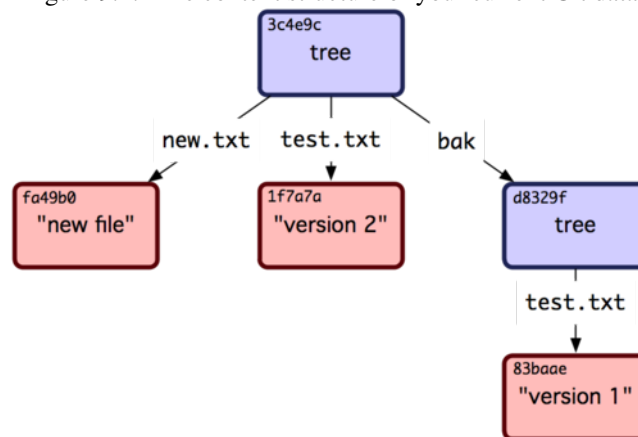 3c4e9c
tree
new.txt test.txt bak
fa49b0 1f7a7a d8329f
"new file" "version 2" tree
test.txt
83baae
"version 1"